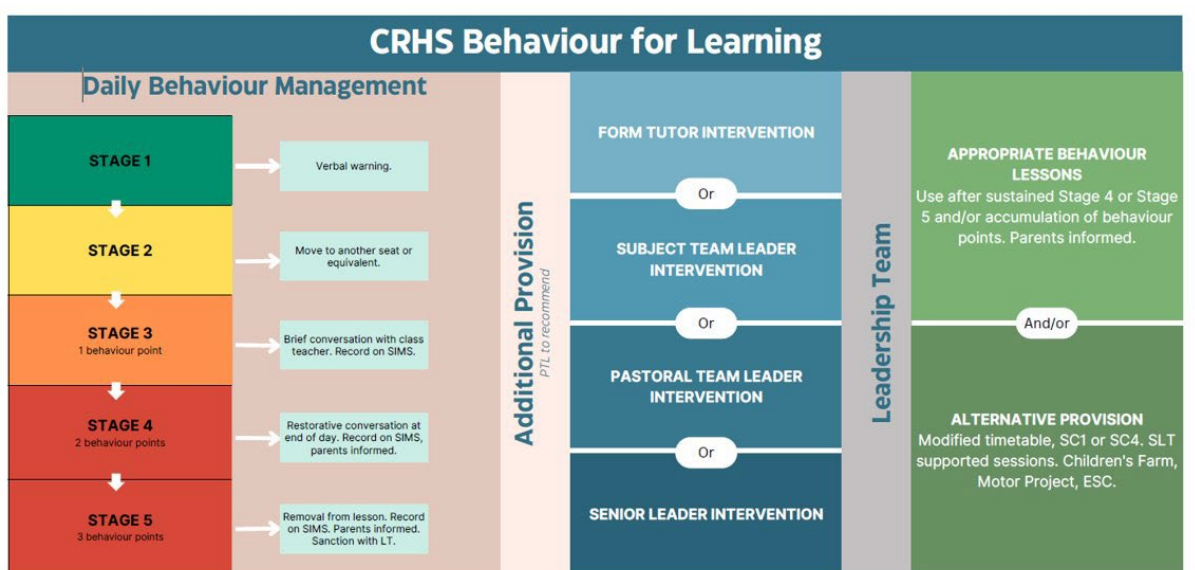 CRHS Behaviour for Learning
Daily Behaviour Management
STAGE 1
Verbal warning.
STAGE 2
Move to another seat or
equivalent.
STAGE 3
1 behaviour point
Brief conversation with class
teacher. Record on SIMS.
STAGE 4
2 behaviour points
Restorative conversation at
end of day. Record on SIMS,
parents informed.
STAGE 5
3 behaviour points
Removal from lesson. Record
on SIMS. Parents informed.
Sanction with LT.
Additional Provision
PTL to recommend
FORM TUTOR INTERVENTION
Or
SUBJECT TEAM LEADER
INTERVENTION
Or
PASTORAL TEAM LEADER
INTERVENTION
Or
SENIOR LEADER INTERVENTION
Leadership Team
APPROPRIATE BEHAVIOUR
LESSONS
Use after sustained Stage 4 or Stage
5 and/or accumulation of behaviour
points. Parents informed.
And/or
ALTERNATIVE PROVISION
Modified timetable, SC1 or SC4. SLT
supported sessions. Children's Farm,
Motor Project, ESC.